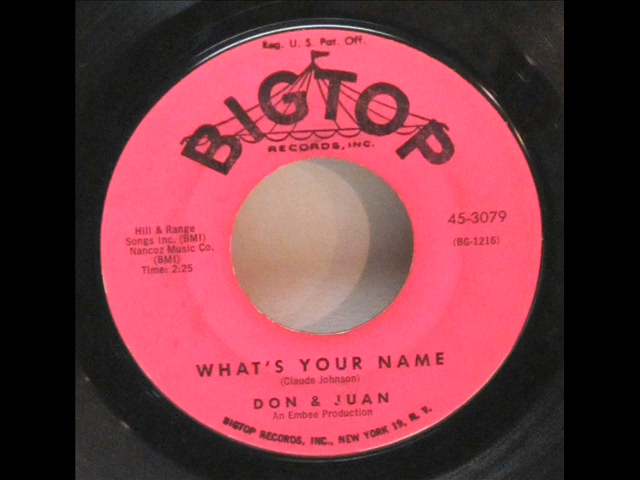 Reg. U. S. Pat. Off.
BIGTOP
RECORDS, INC.
Hill & Range
Songs Inc. (BMI)
Nancoz Music Co.
(BMI)
Time: 2:25
45-3079
(BG-1216)
WHAT'S YOUR NAME
(Claude Johnson)
DON & JUAN
An Embee Production
BIGTOP RECORDS, INC., NEW YORK 19, N. Y.